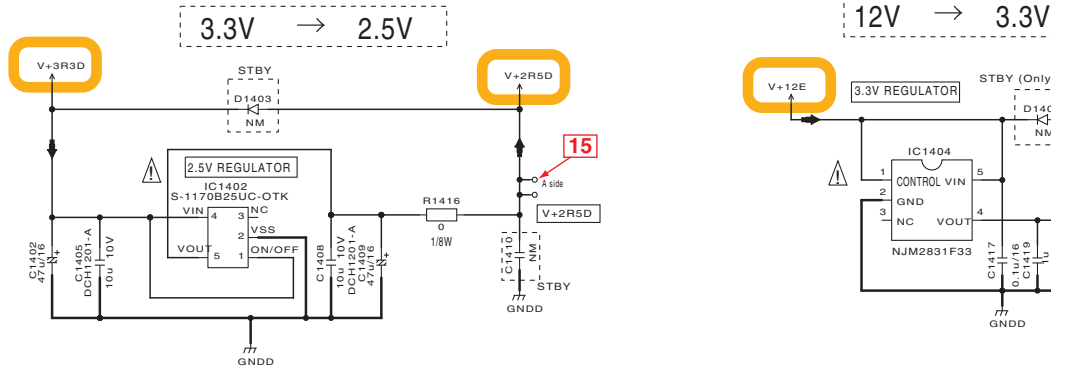 3.3V → 2.5V
V+3R3D
STBY
D1403
NM
V+2R5D
15
A side
V+2R5D
2.5V REGULATOR
IC1402
S-1170B25UC-OTK
VIN 4 3 NC
2 VSS
VOUT 5 1 ON/OFF
C1402
47u/16
C1405
DCH1201-A
10u 10V
C1408
10u 10V
DCH1201-A
C1409
47u/16
R1416
0
1/8W
C1410
NM
STBY
GNDD
GNDD
12V → 3.3V
V+12E
3.3V REGULATOR
STBY (Only
D140
NM
IC1404
1 CONTROL VIN 5
2 GND
3 NC VOUT 4
NJM2831F33
C1417
0.1u/16
C1419
1u
GNDD